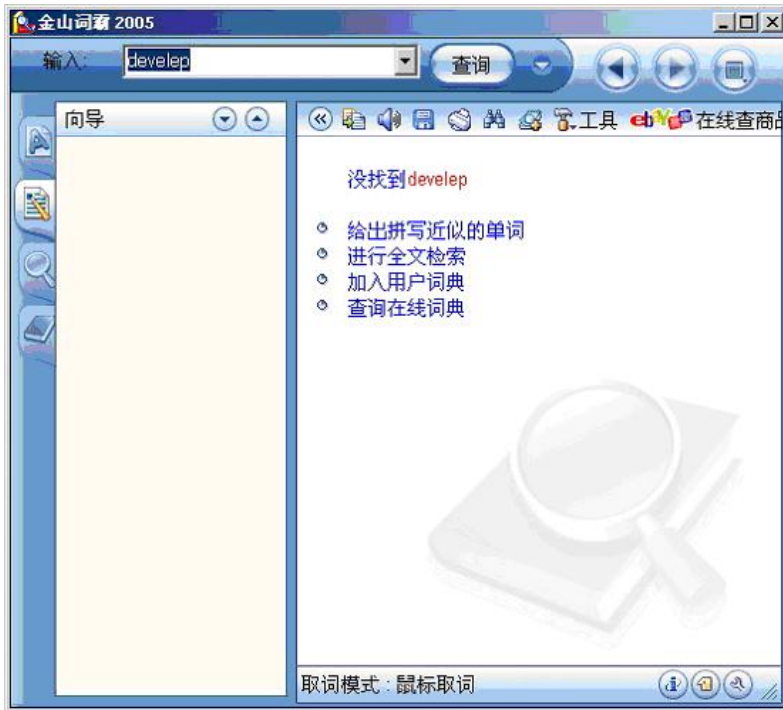 金山词霸 2005
输入: develep 查询
向导
工具 ebY 在线查商品
没找到develep
给出拼写近似的单词
进行全文检索
加入用户词典
查询在线词典
取词模式 : 鼠标取词